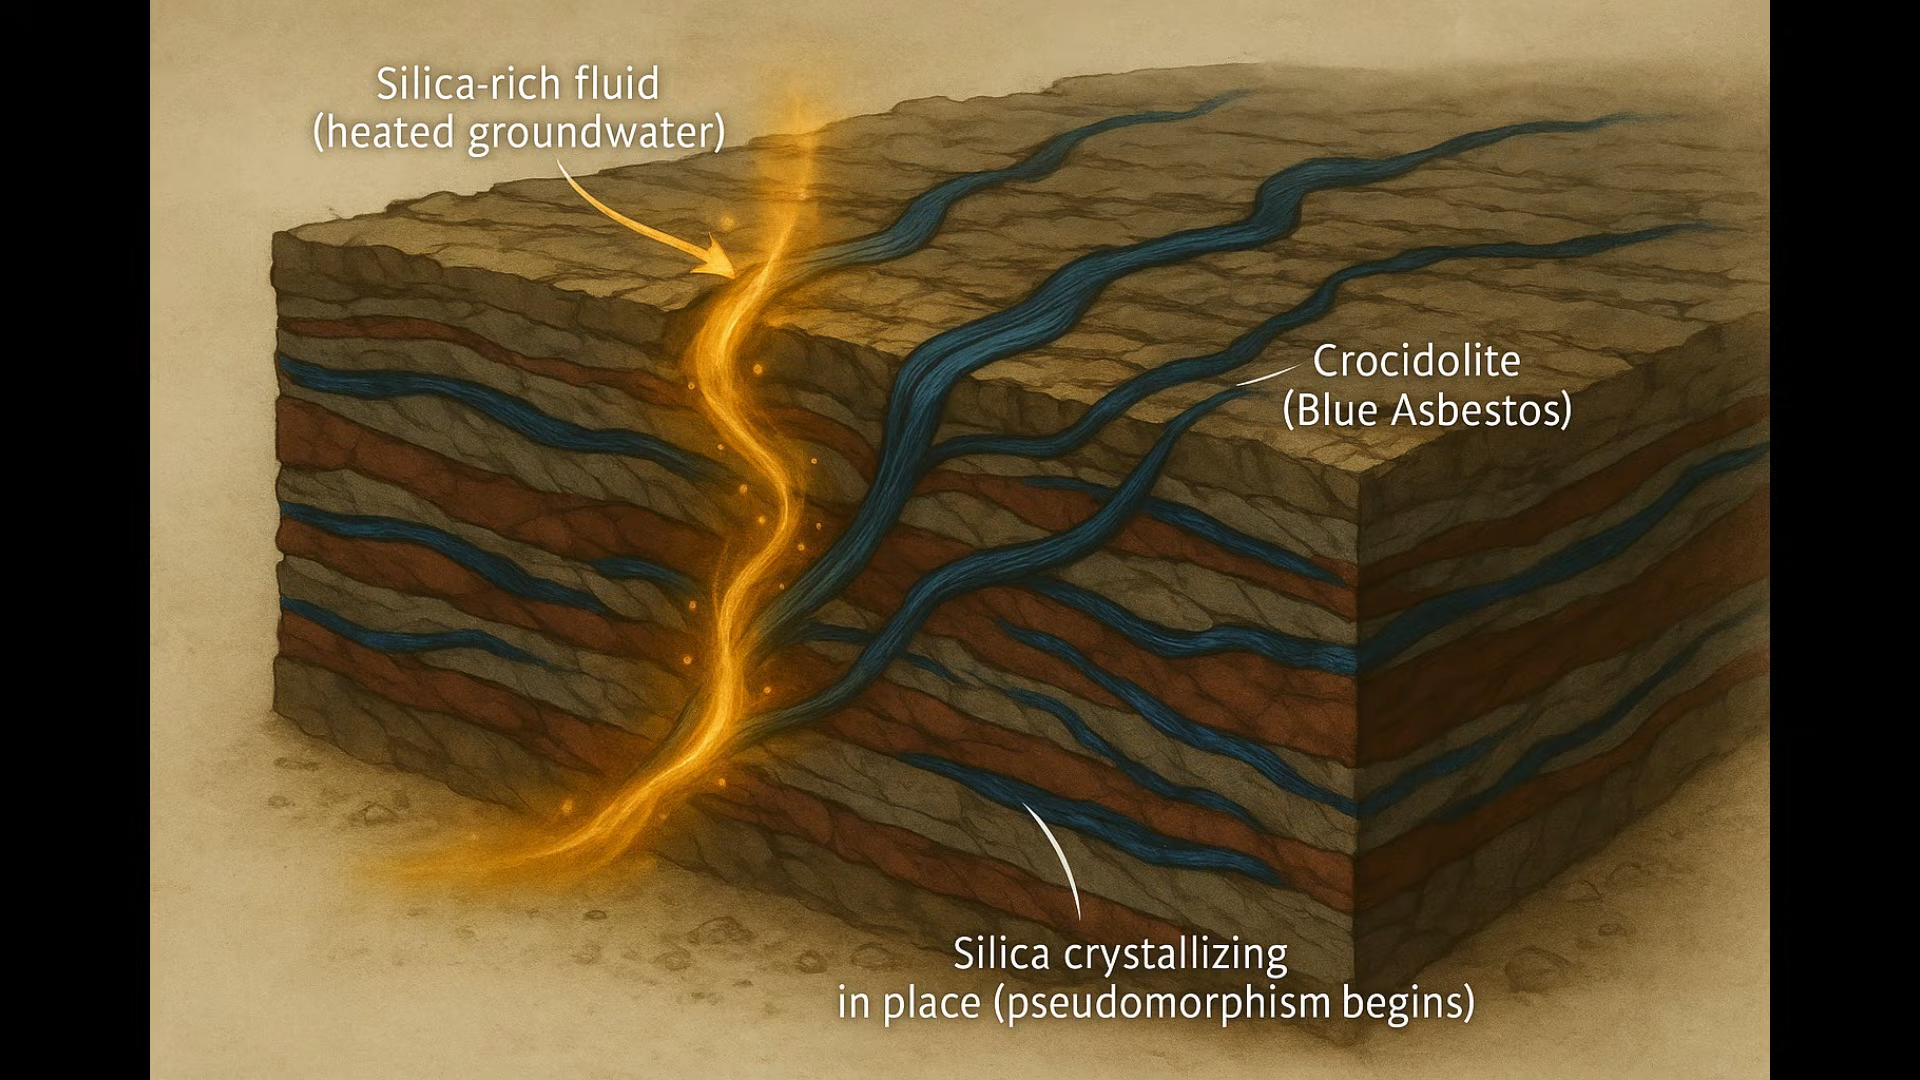 Silica-rich fluid
(heated groundwater)
Crocidolite
(Blue Asbestos)
Silica crystallizing
in place (pseudomorphism begins)